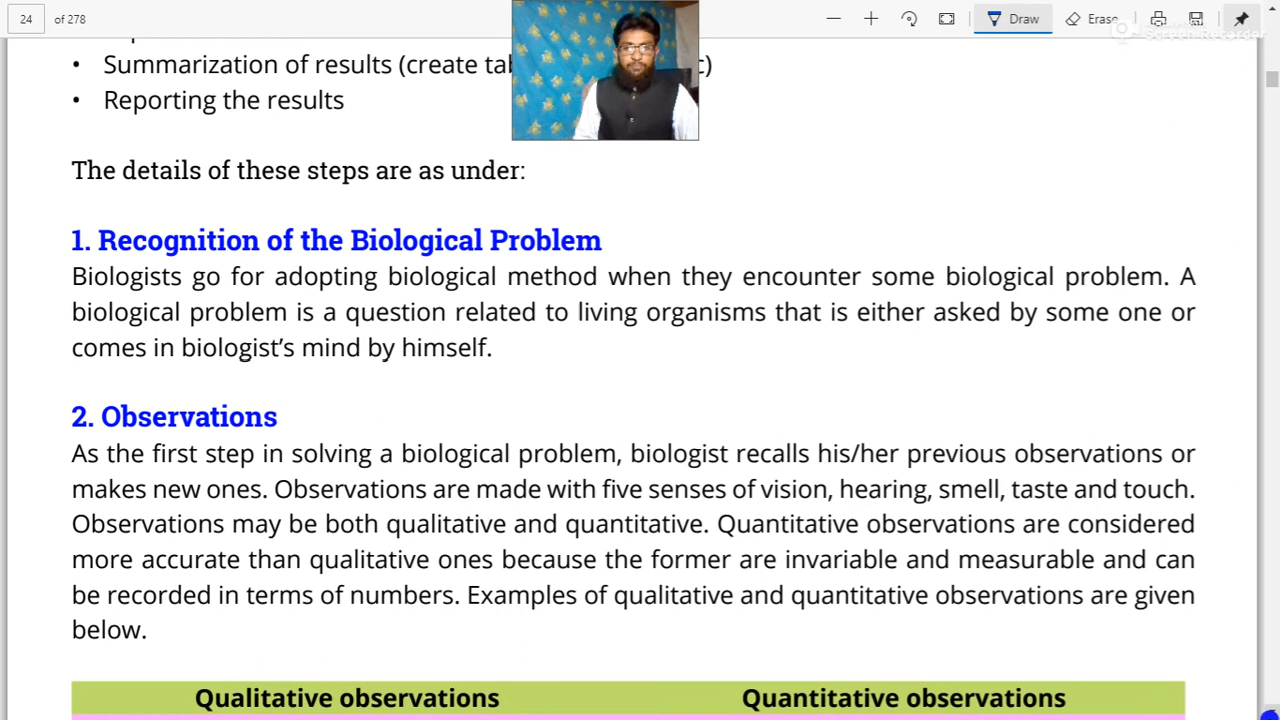 24 of 278
Draw
Erase
Screen Recorder
• Summarization of results (create tab c)
• Reporting the results
The details of these steps are as under:
1. Recognition of the Biological Problem
Biologists go for adopting biological method when they encounter some biological problem. A
biological problem is a question related to living organisms that is either asked by some one or
comes in biologist’s mind by himself.
2. Observations
As the first step in solving a biological problem, biologist recalls his/her previous observations or
makes new ones. Observations are made with five senses of vision, hearing, smell, taste and touch.
Observations may be both qualitative and quantitative. Quantitative observations are considered
more accurate than qualitative ones because the former are invariable and measurable and can
be recorded in terms of numbers. Examples of qualitative and quantitative observations are given
below.
Qualitative observations Quantitative observations